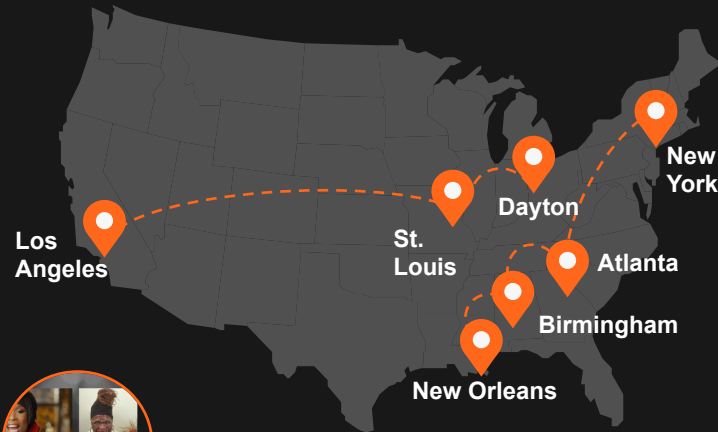 New
York
Dayton
Los
Angeles
St.
Louis
Atlanta
Birmingham
New Orleans